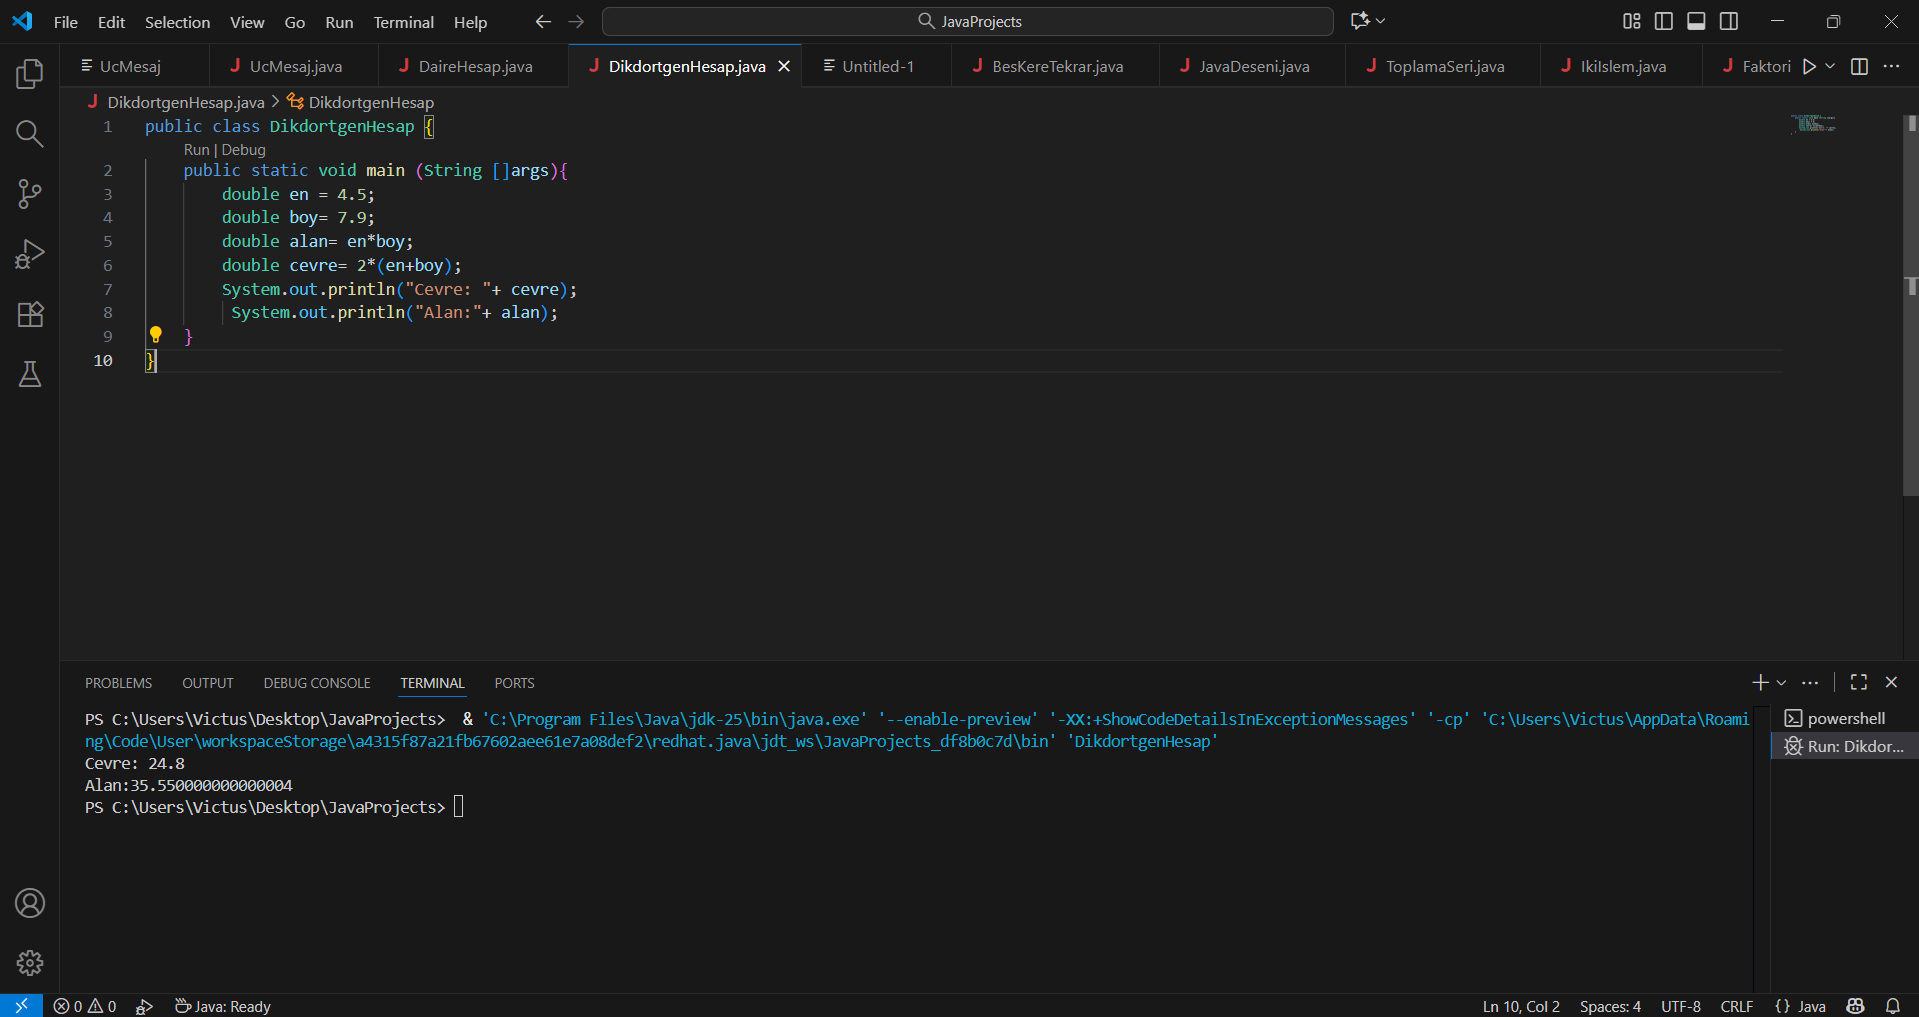 File Edit Selection View Go Run Terminal Help JavaProjects
UcMesaj UcMesaj.java DaireHesap.java DikdortgenHesap.java Untitled-1 BesKereTekrar.java JavaDeseni.java ToplamaSeri.java IkiIslem.java Faktori
DikdortgenHesap.java > DikdortgenHesap
1 public class DikdortgenHesap {
Run | Debug
2 public static void main (String []args){
3 double en = 4.5;
4 double boy= 7.9;
5 double alan= en*boy;
6 double cevre= 2*(en+boy);
7 System.out.println("Cevre: "+ cevre);
8 System.out.println("Alan:"+ alan);
9 }
10 }
PROBLEMS OUTPUT DEBUG CONSOLE TERMINAL PORTS
PS C:\Users\Victus\Desktop\JavaProjects> & 'C:\Program Files\Java\jdk-25\bin\java.exe' '--enable-preview' '-XX:+ShowCodeDetailsInExceptionMessages' '-cp' 'C:\Users\Victus\AppData\Roami
ng\Code\User\workspaceStorage\a4315f87a21fb67602aee61e7a08def2\redhat.java\jdt_ws\JavaProjects_df8b0c7d\bin' 'DikdortgenHesap'
Cevre: 24.8
Alan:35.550000000000004
PS C:\Users\Victus\Desktop\JavaProjects>
powershell
Run: Dikdor...
0 0 Java: Ready Ln 10, Col 2 Spaces: 4 UTF-8 CRLF {} Java